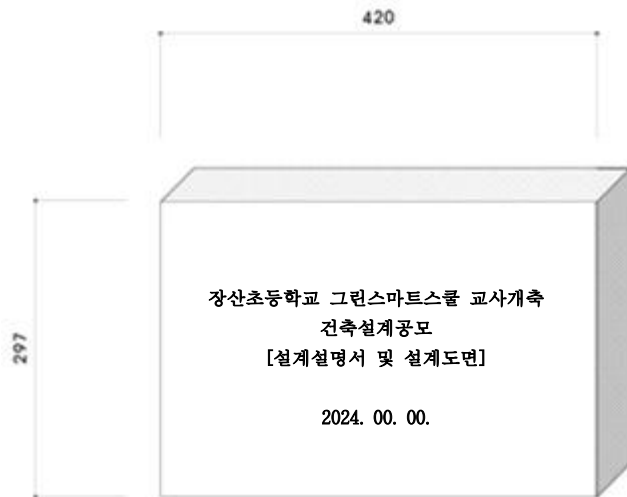 420
297
장산초등학교 그린스마트스쿨 교사개축
건축설계공모
[설계설명서 및 설계도면]
2024. 00. 00.